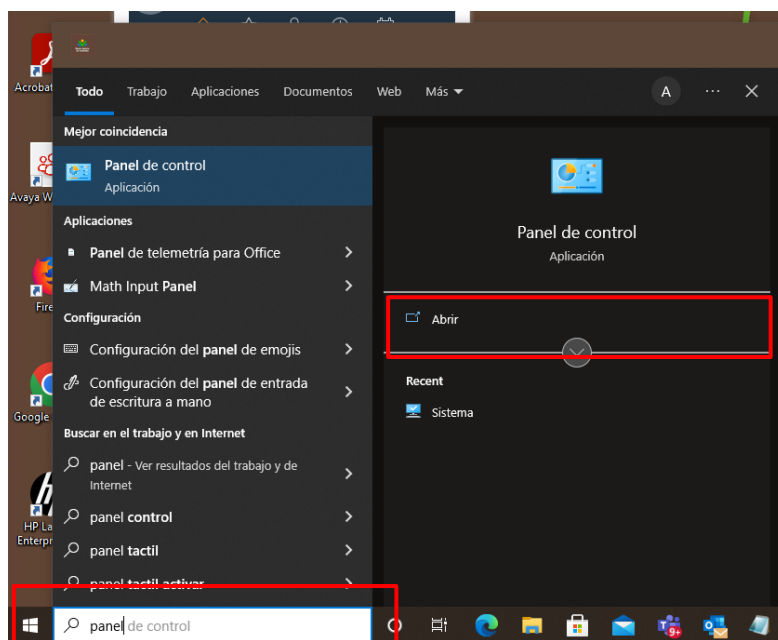 Acrobat
Avaya W
Fire
Google
HP La
Enterpr
Todo Trabajo Aplicaciones Documentos Web Más A ...
Mejor coincidencia
Panel de control
Aplicación
Aplicaciones
Panel de telemetría para Office
Math Input Panel
Configuración
Configuración del panel de emojis
Configuración del panel de entrada
de escritura a mano
Buscar en el trabajo y en Internet
panel - Ver resultados del trabajo y de
Internet
panel control
panel tactil
panel tactil activar
panel de control
Panel de control
Aplicación
Abrir
Recent
Sistema
9+